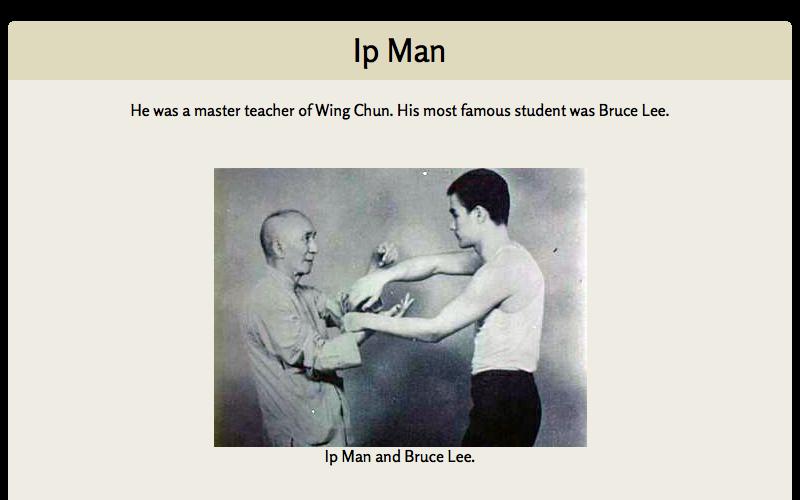 Ip Man
He was a master teacher of Wing Chun. His most famous student was Bruce Lee.
Ip Man and Bruce Lee.